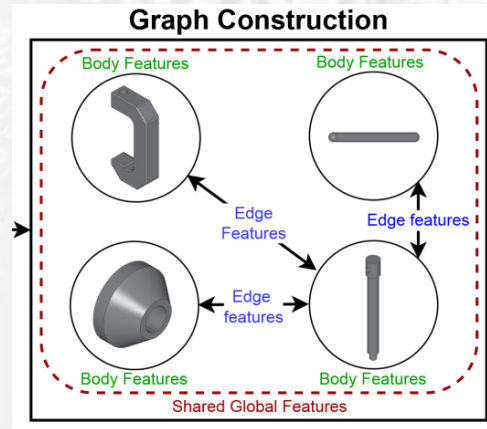 Graph Construction
Body Features
Body Features
Edge
Features
Edge features
Edge
features
Body Features
Body Features
Shared Global Features